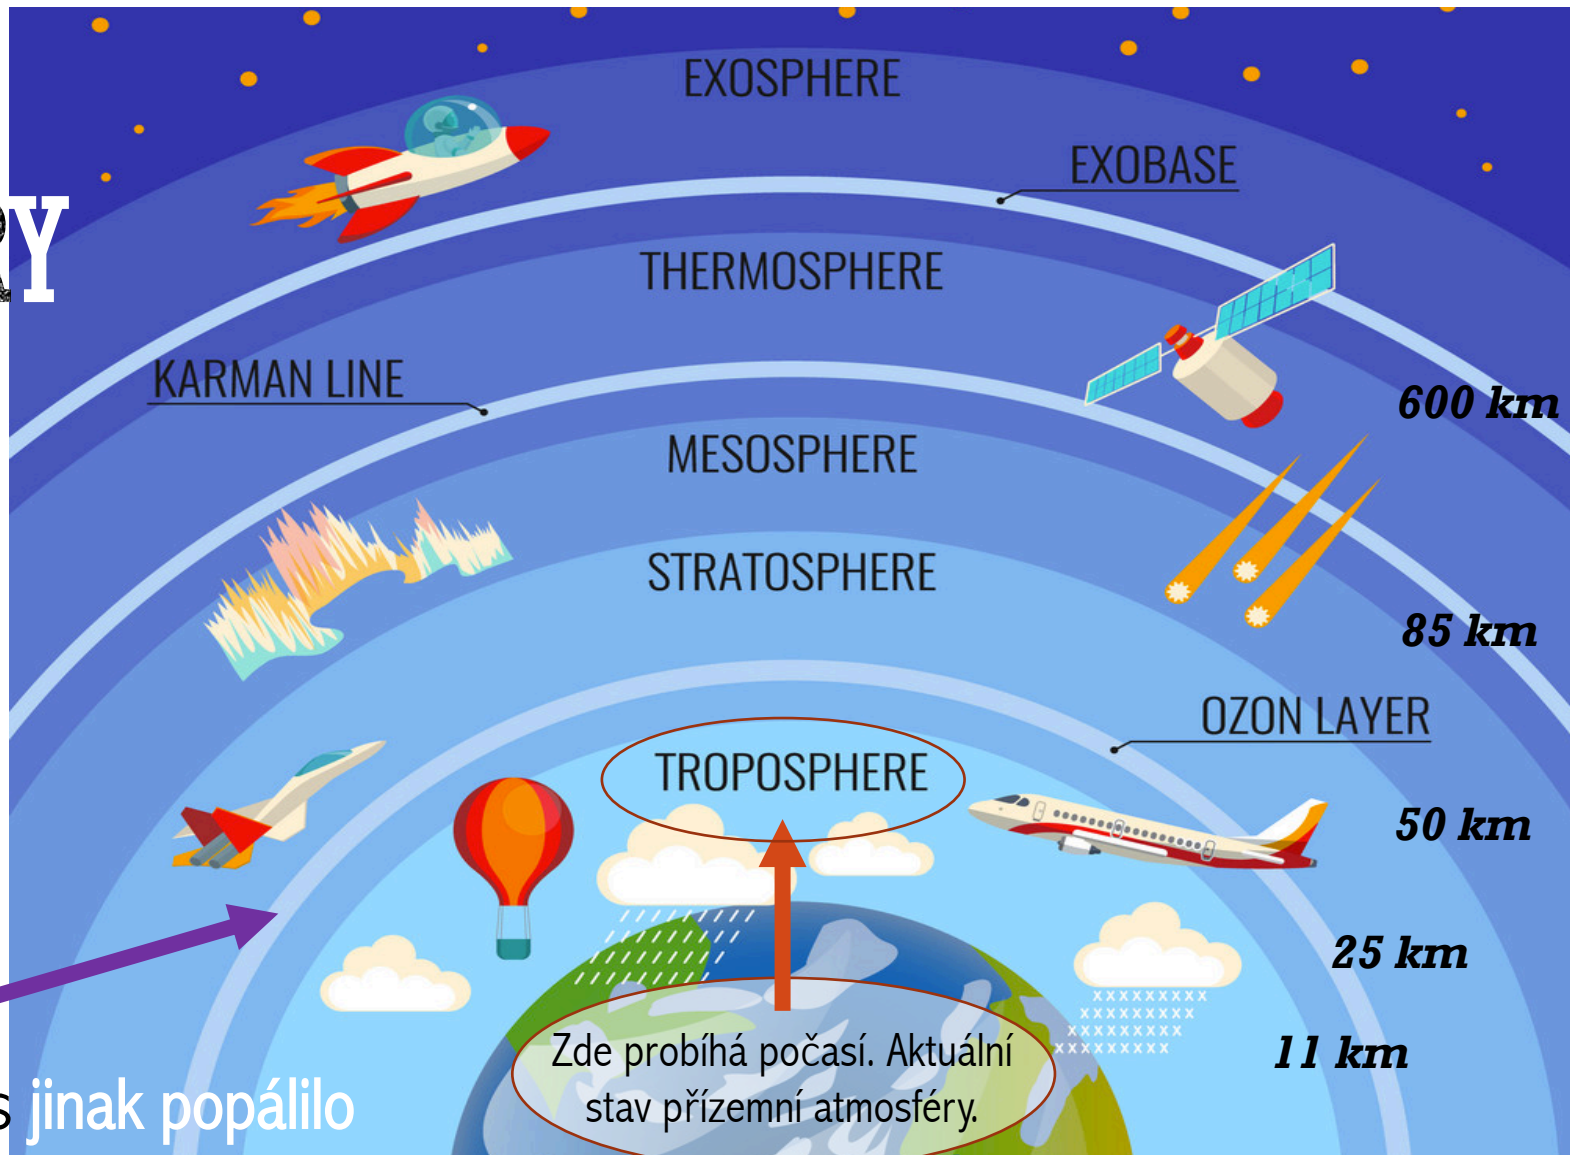 EXOSPHERE
EXOBASE
RY
THERMOSPHERE
KARMAN LINE
600 km
MESOSPHERE
STRATOSPHERE
85 km
OZON LAYER
TROPOSPHERE
50 km
25 km
Zde probíhá počasí. Aktuální
11 km
stav přízemní atmosféry.
s jinak popálilo